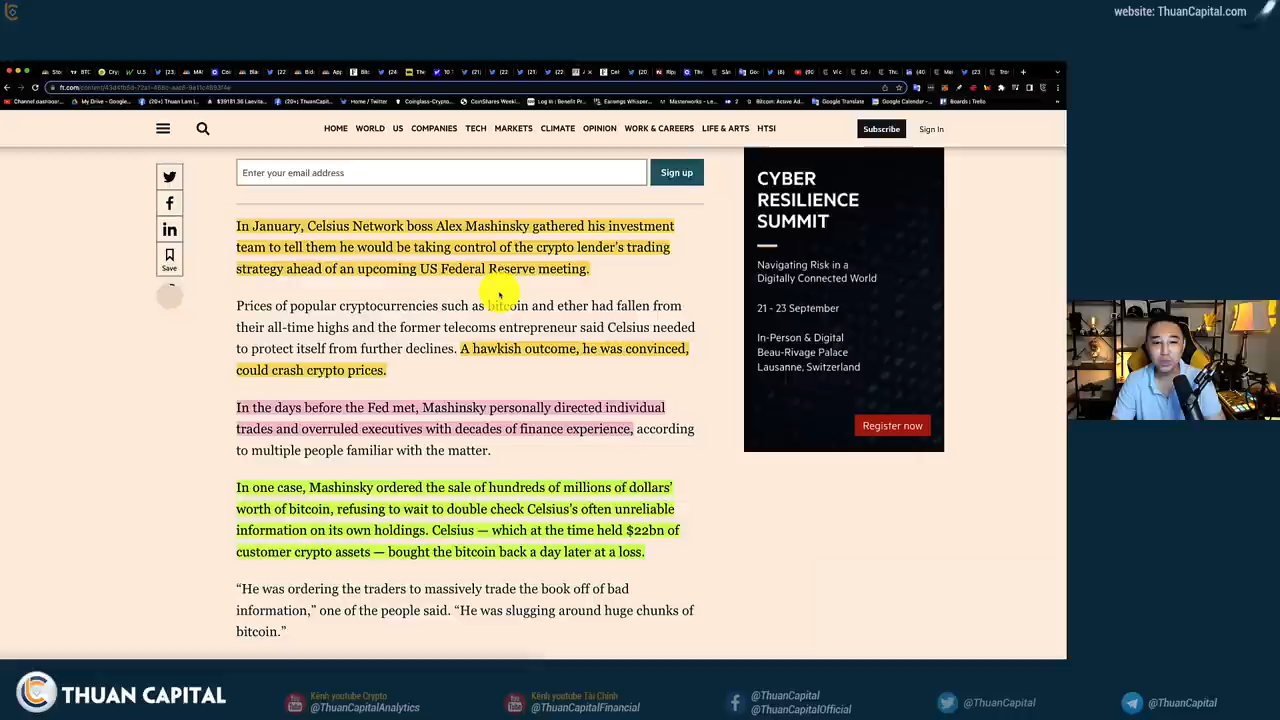 website: ThuanCapital.com
HOME WORLD US COMPANIES TECH MARKETS CLIMATE OPINION WORK & CAREERS LIFE & ARTS HTSI
Subscribe
Sign In
Enter your email address
Sign up
Save
In January, Celsius Network boss Alex Mashinsky gathered his investment
team to tell them he would be taking control of the crypto lender's trading
strategy ahead of an upcoming US Federal Reserve meeting.
Prices of popular cryptocurrencies such as bitcoin and ether had fallen from
their all-time highs and the former telecoms entrepreneur said Celsius needed
to protect itself from further declines. A hawkish outcome, he was convinced,
could crash crypto prices.
In the days before the Fed met, Mashinsky personally directed individual
trades and overruled executives with decades of finance experience, according
to multiple people familiar with the matter.
In one case, Mashinsky ordered the sale of hundreds of millions of dollars'
worth of bitcoin, refusing to wait to double check Celsius's often unreliable
information on its own holdings. Celsius — which at the time held $22bn of
customer crypto assets — bought the bitcoin back a day later at a loss.
“He was ordering the traders to massively trade the book off of bad
information,” one of the people said. “He was slugging around huge chunks of
bitcoin.”
CYBER
RESILIENCE
SUMMIT
Navigating Risk in a
Digitally Connected World
21 - 23 September
In-Person & Digital
Beau-Rivage Palace
Lausanne, Switzerland
Register now
THUAN CAPITAL
Kênh youtube Crypto
@ThuanCapitalAnalytics
Kênh youtube Tài Chính
@ThuanCapitalFinancial
@ThuanCapital
@ThuanCapitalOfficial
@ThuanCapital
@ThuanCapital